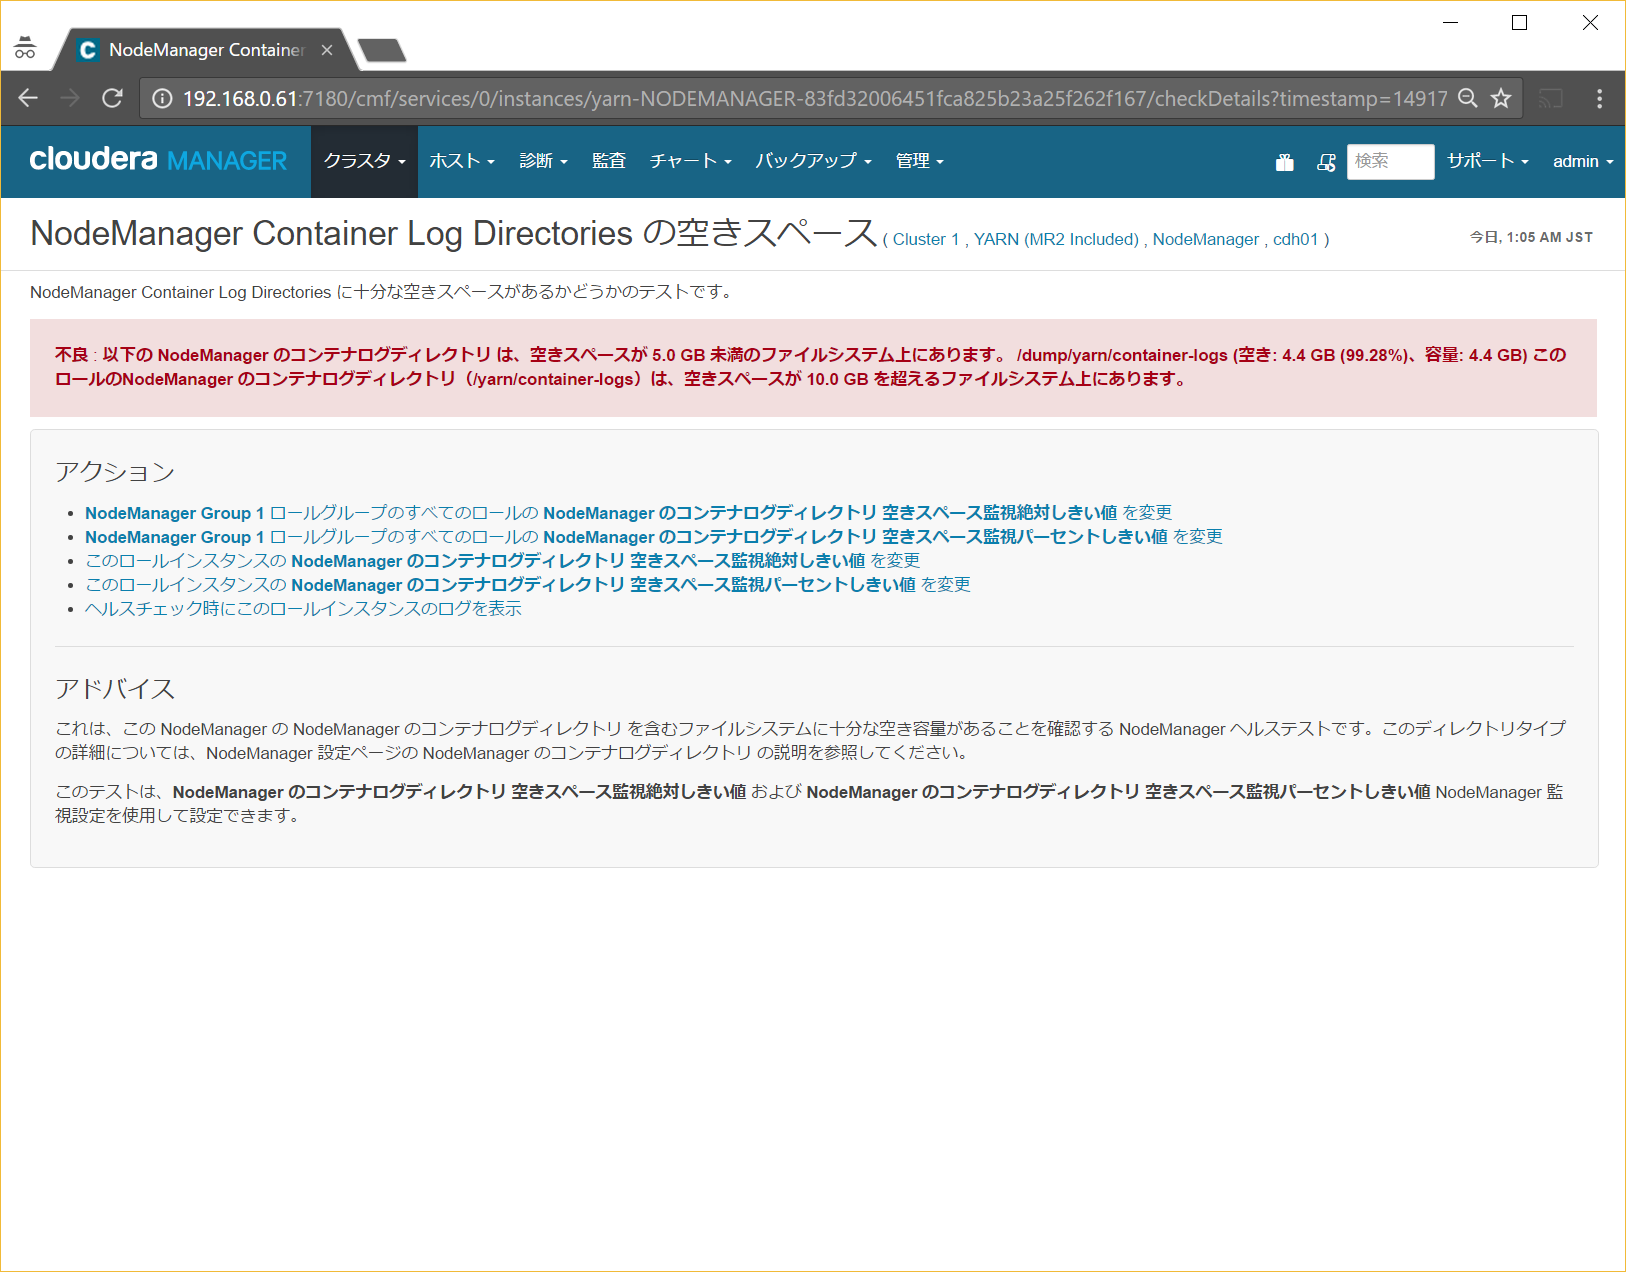 NodeManager Container
192.168.0.61:7180/cmf/services/0/instances/yarn-NODEMANAGER-83fd32006451fca825b23a25f262f167/checkDetails?timestamp=14917
cloudera MANAGER クラスタ ホスト 診断 監査 チャート バックアップ 管理 検索 サポート admin
NodeManager Container Log Directories の空きスペース ( Cluster 1 , YARN (MR2 Included) , NodeManager , cdh01 ) 今日, 1:05 AM JST
NodeManager Container Log Directories に十分な空きスペースがあるかどうかのテストです。
不良 : 以下の NodeManager のコンテナログディレクトリ は、空きスペースが 5.0 GB 未満のファイルシステム上にあります。 /dump/yarn/container-logs (空き: 4.4 GB (99.28%)、容量: 4.4 GB) この
ロールのNodeManager のコンテナログディレクトリ（/yarn/container-logs）は、空きスペースが 10.0 GB を超えるファイルシステム上にあります。
アクション
• NodeManager Group 1 ロールグループのすべてのロールの NodeManager のコンテナログディレクトリ 空きスペース監視絶対しきい値 を変更
• NodeManager Group 1 ロールグループのすべてのロールの NodeManager のコンテナログディレクトリ 空きスペース監視パーセントしきい値 を変更
• このロールインスタンスの NodeManager のコンテナログディレクトリ 空きスペース監視絶対しきい値 を変更
• このロールインスタンスの NodeManager のコンテナログディレクトリ 空きスペース監視パーセントしきい値 を変更
• ヘルスチェック時にこのロールインスタンスのログを表示
アドバイス
これは、この NodeManager の NodeManager のコンテナログディレクトリ を含むファイルシステムに十分な空き容量があることを確認する NodeManager ヘルステストです。このディレクトリタイプ
の詳細については、NodeManager 設定ページの NodeManager のコンテナログディレクトリ の説明を参照してください。
このテストは、NodeManager のコンテナログディレクトリ 空きスペース監視絶対しきい値 および NodeManager のコンテナログディレクトリ 空きスペース監視パーセントしきい値 NodeManager 監
視設定を使用して設定できます。